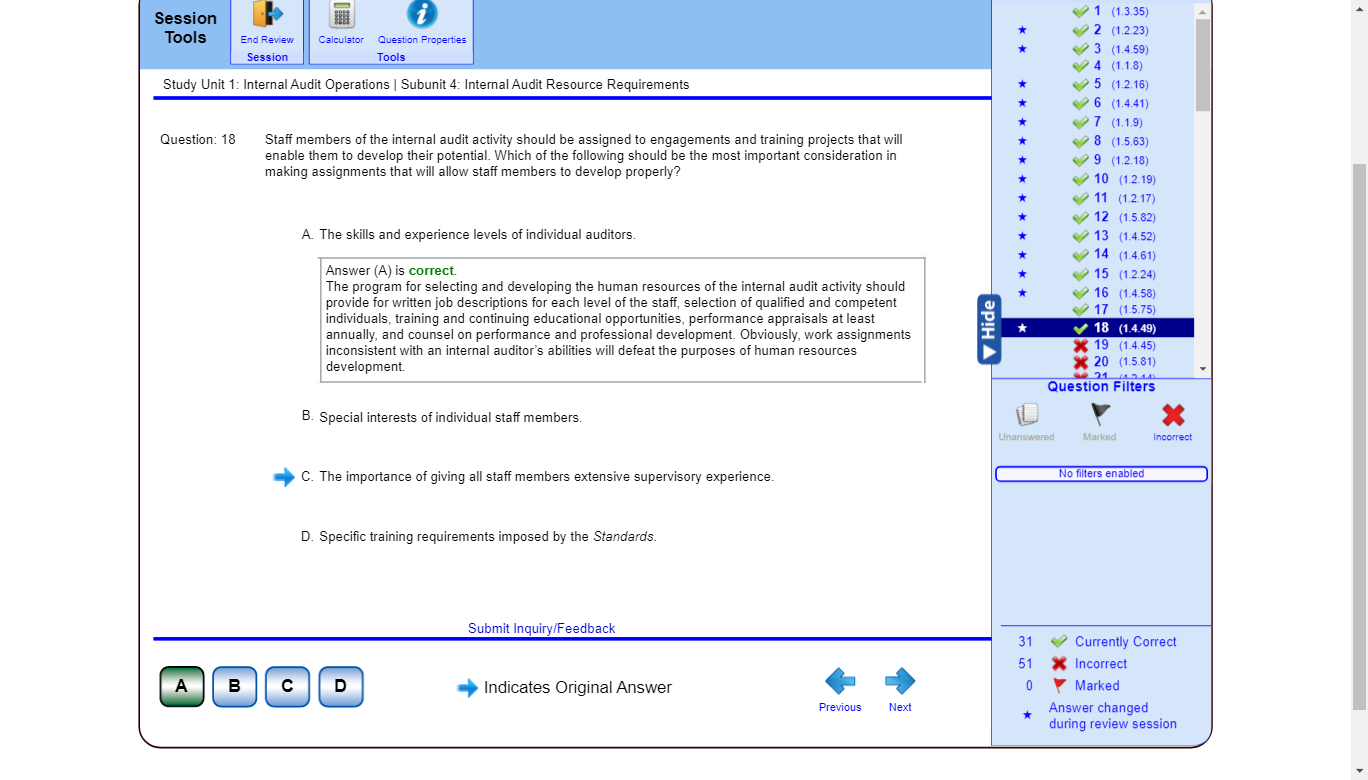 Session
Tools
End Review
Session
Calculator
Question Properties
Tools
Study Unit 1: Internal Audit Operations | Subunit 4: Internal Audit Resource Requirements
Question: 18
Staff members of the internal audit activity should be assigned to engagements and training projects that will
enable them to develop their potential. Which of the following should be the most important consideration in
making assignments that will allow staff members to develop properly?
A. The skills and experience levels of individual auditors.
Answer (A) is correct.
The program for selecting and developing the human resources of the internal audit activity should
provide for written job descriptions for each level of the staff, selection of qualified and competent
individuals, training and continuing educational opportunities, performance appraisals at least
annually, and counsel on performance and professional development. Obviously, work assignments
inconsistent with an internal auditor's abilities will defeat the purposes of human resources
development.
B. Special interests of individual staff members.
C. The importance of giving all staff members extensive supervisory experience.
D. Specific training requirements imposed by the Standards.
Submit Inquiry/Feedback
A
B
C
D
Indicates Original Answer
Previous
Next
Hide
1 (1.3.35)
2 (1.2.23)
3 (1.4.59)
4 (1.1.8)
5 (1.2.16)
6 (1.4.41)
7 (1.1.9)
8 (1.5.63)
9 (1.2.18)
10 (1.2.19)
11 (1.2.17)
12 (1.5.82)
13 (1.4.52)
14 (1.4.61)
15 (1.2.24)
16 (1.4.58)
17 (1.5.75)
18 (1.4.49)
19 (1.4.45)
20 (1.5.81)
21 (1.2.14)
Question Filters
Unanswered
Marked
Incorrect
No filters enabled
31 Currently Correct
51 Incorrect
0 Marked
Answer changed
during review session